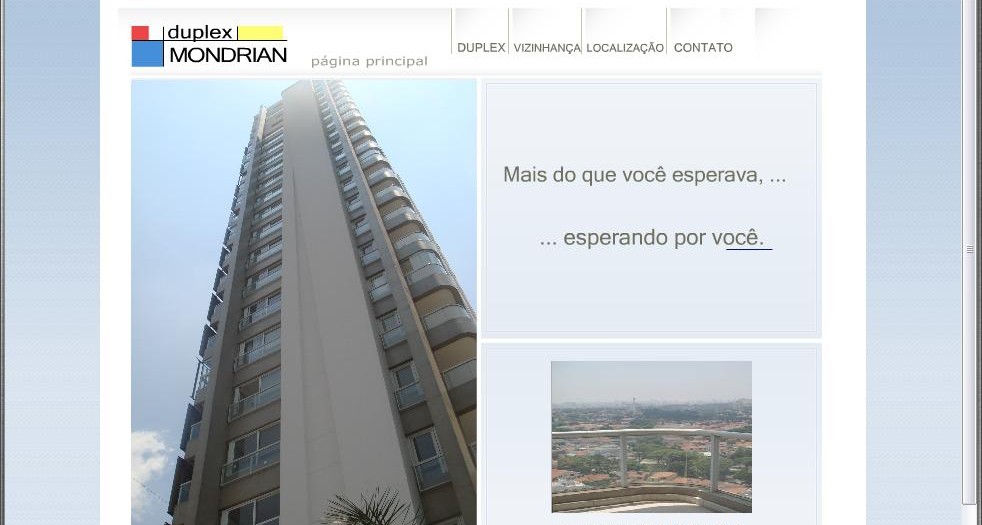 duplex
MONDRIAN
página principal
DUPLEX
VIZINHANÇA
LOCALIZAÇÃO
CONTATO
Mais do que você esperava, ...
... esperando por você.